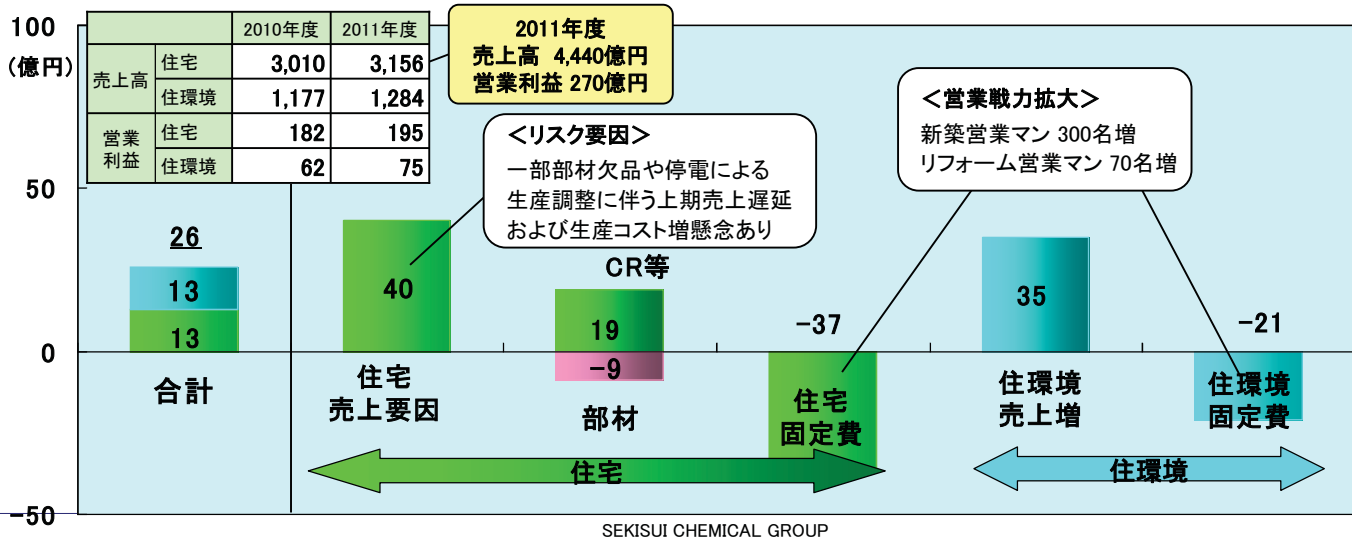 100
(億円)
50
0
-50
2010年度 2011年度
売上高 住宅 3,010 3,156
住環境 1,177 1,284
営業利益 住宅 182 195
住環境 62 75
2011年度
売上高 4,440億円
営業利益 270億円
<リスク要因>
一部部材欠品や停電による
生産調整に伴う上期売上遅延
および生産コスト増懸念あり
<営業戦力拡大>
新築営業マン 300名増
リフォーム営業マン 70名増
26
13
13
合計
40
住宅
売上要因
CR等
19
-9
部材
-37
住宅
固定費
35
住環境
売上増
-21
住環境
固定費
住宅
住環境
SEKISUI CHEMICAL GROUP